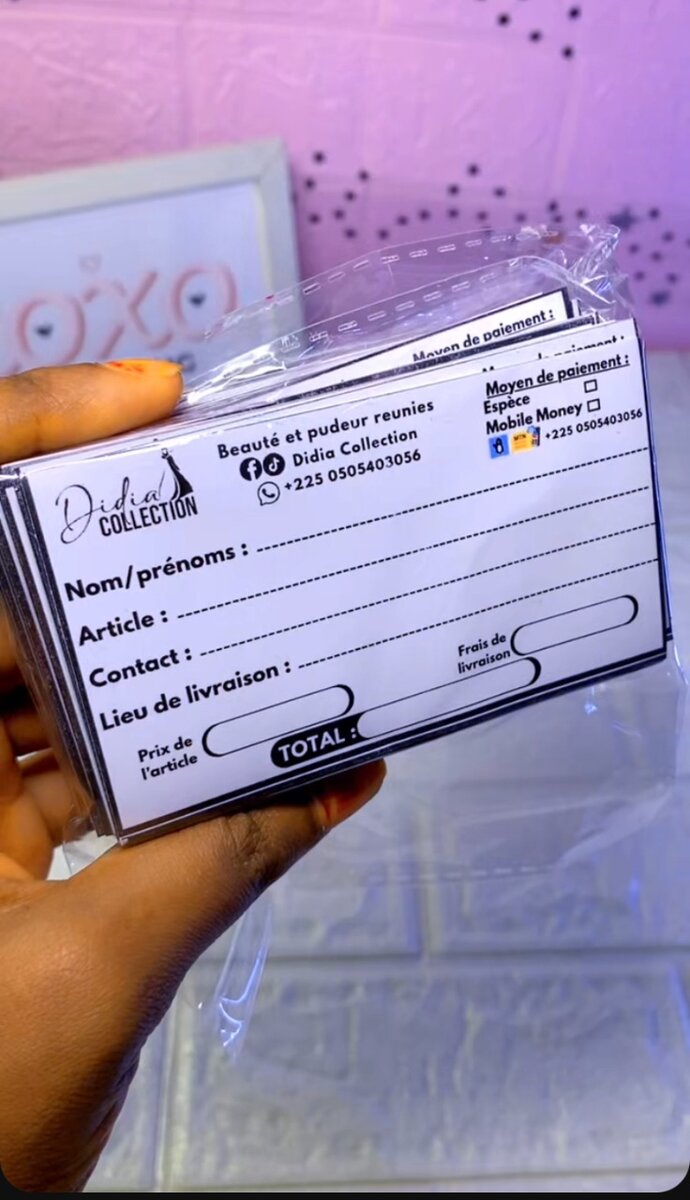 OXO
Moyen de paiement :
Moyen de paiement :
Didia
COLLECTION
Beauté et pudeur reunies
Didia Collection
+225 0505403056
Moyen de paiement :
Espèce
Mobile Money
MTN
+225 0505403056
Nom/prénoms :
Article :
Contact :
Lieu de livraison :
Frais de
livraison
Prix de
l'article
TOTAL :